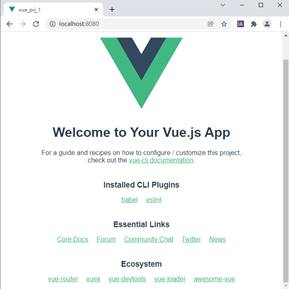 vue_prj_1
localhost:8080
Welcome to Your Vue.js App
For a guide and recipes on how to configure / customize this project,
check out the vue-cli documentation.
Installed CLI Plugins
babel eslint
Essential Links
Core Docs Forum Community Chat Twitter News
Ecosystem
vue-router vuex vue-devtools vue-loader awesome-vue